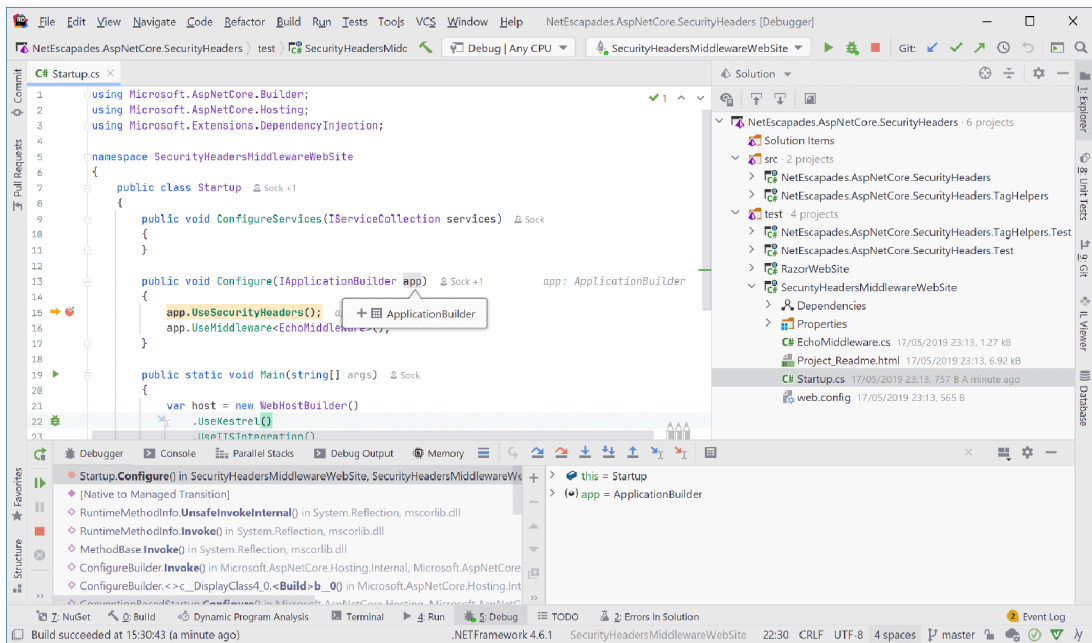 File Edit View Navigate Code Refactor Build Run Tests Tools VCS Window Help NetEscapades.AspNetCore.SecurityHeaders [Debugger]
NetEscapades.AspNetCore.SecurityHeaders test SecurityHeadersMidc Debug | Any CPU SecurityHeadersMiddlewareWebSite Git:
C# Startup.cs
1 using Microsoft.AspNetCore.Builder; 1
2 using Microsoft.AspNetCore.Hosting;
3 using Microsoft.Extensions.DependencyInjection;
4
5 namespace SecurityHeadersMiddlewareWebSite
6 {
7 public class Startup Sock +1
8 {
9 public void ConfigureServices(IServiceCollection services) Sock
10 {
11 }
12
13 public void Configure(IApplicationBuilder app) Sock +1 app: ApplicationBuilder
14 {
15 app.UseSecurityHeaders();
+ ApplicationBuilder
16 app.UseMiddleware<EchoMiddleware>();
17 }
18
19 public static void Main(string[] args) Sock
20 {
21 var host = new WebHostBuilder()
22 .UseKestrel()
23 .UseIISIntegration()
Commit
Pull Requests
Favorites
Structure
Solution
NetEscapades.AspNetCore.SecurityHeaders · 6 projects
Solution Items
src · 2 projects
C# NetEscapades.AspNetCore.SecurityHeaders
C# NetEscapades.AspNetCore.SecurityHeaders.TagHelpers
test · 4 projects
C# NetEscapades.AspNetCore.SecurityHeaders.TagHelpers.Test
C# NetEscapades.AspNetCore.SecurityHeaders.Test
C# RazorWebSite
C# SecurityHeadersMiddlewareWebSite
Dependencies
Properties
C# EchoMiddleware.cs 17/05/2019 23:13, 1.27 kB
Project_Readme.html 17/05/2019 23:13, 6.92 kB
C# Startup.cs 17/05/2019 23:13, 757 B A minute ago
web.config 17/05/2019 23:13, 565 B
1: Explorer
8: Unit Tests
9: Git
IL Viewer
Database
Debugger Console Parallel Stacks Debug Output Memory
Startup.Configure() in SecurityHeadersMiddlewareWebSite, SecurityHeadersMiddlewareWe
[Native to Managed Transition]
RuntimeMethodInfo.UnsafeInvokeInternal() in System.Reflection, mscorlib.dll
RuntimeMethodInfo.Invoke() in System.Reflection, mscorlib.dll
MethodBase.Invoke() in System.Reflection, mscorlib.dll
ConfigureBuilder.Invoke() in Microsoft.AspNetCore.Hosting.Internal, Microsoft.AspNetCore
ConfigureBuilder.<>c__DisplayClass4_0.<Build>b__0() in Microsoft.AspNetCore.Hosting.Int
ConventionBasedStartup.Configure() in Microsoft.AspNetCore.Hosting, Microsoft.AspNetC
this = Startup
app = ApplicationBuilder
7: NuGet 0: Build Dynamic Program Analysis Terminal 4: Run 5: Debug TODO 2: Errors In Solution 2 Event Log
Build succeeded at 15:30:43 (a minute ago) .NETFramework 4.6.1 SecurityHeadersMiddlewareWebSite 22:30 CRLF UTF-8 4 spaces master